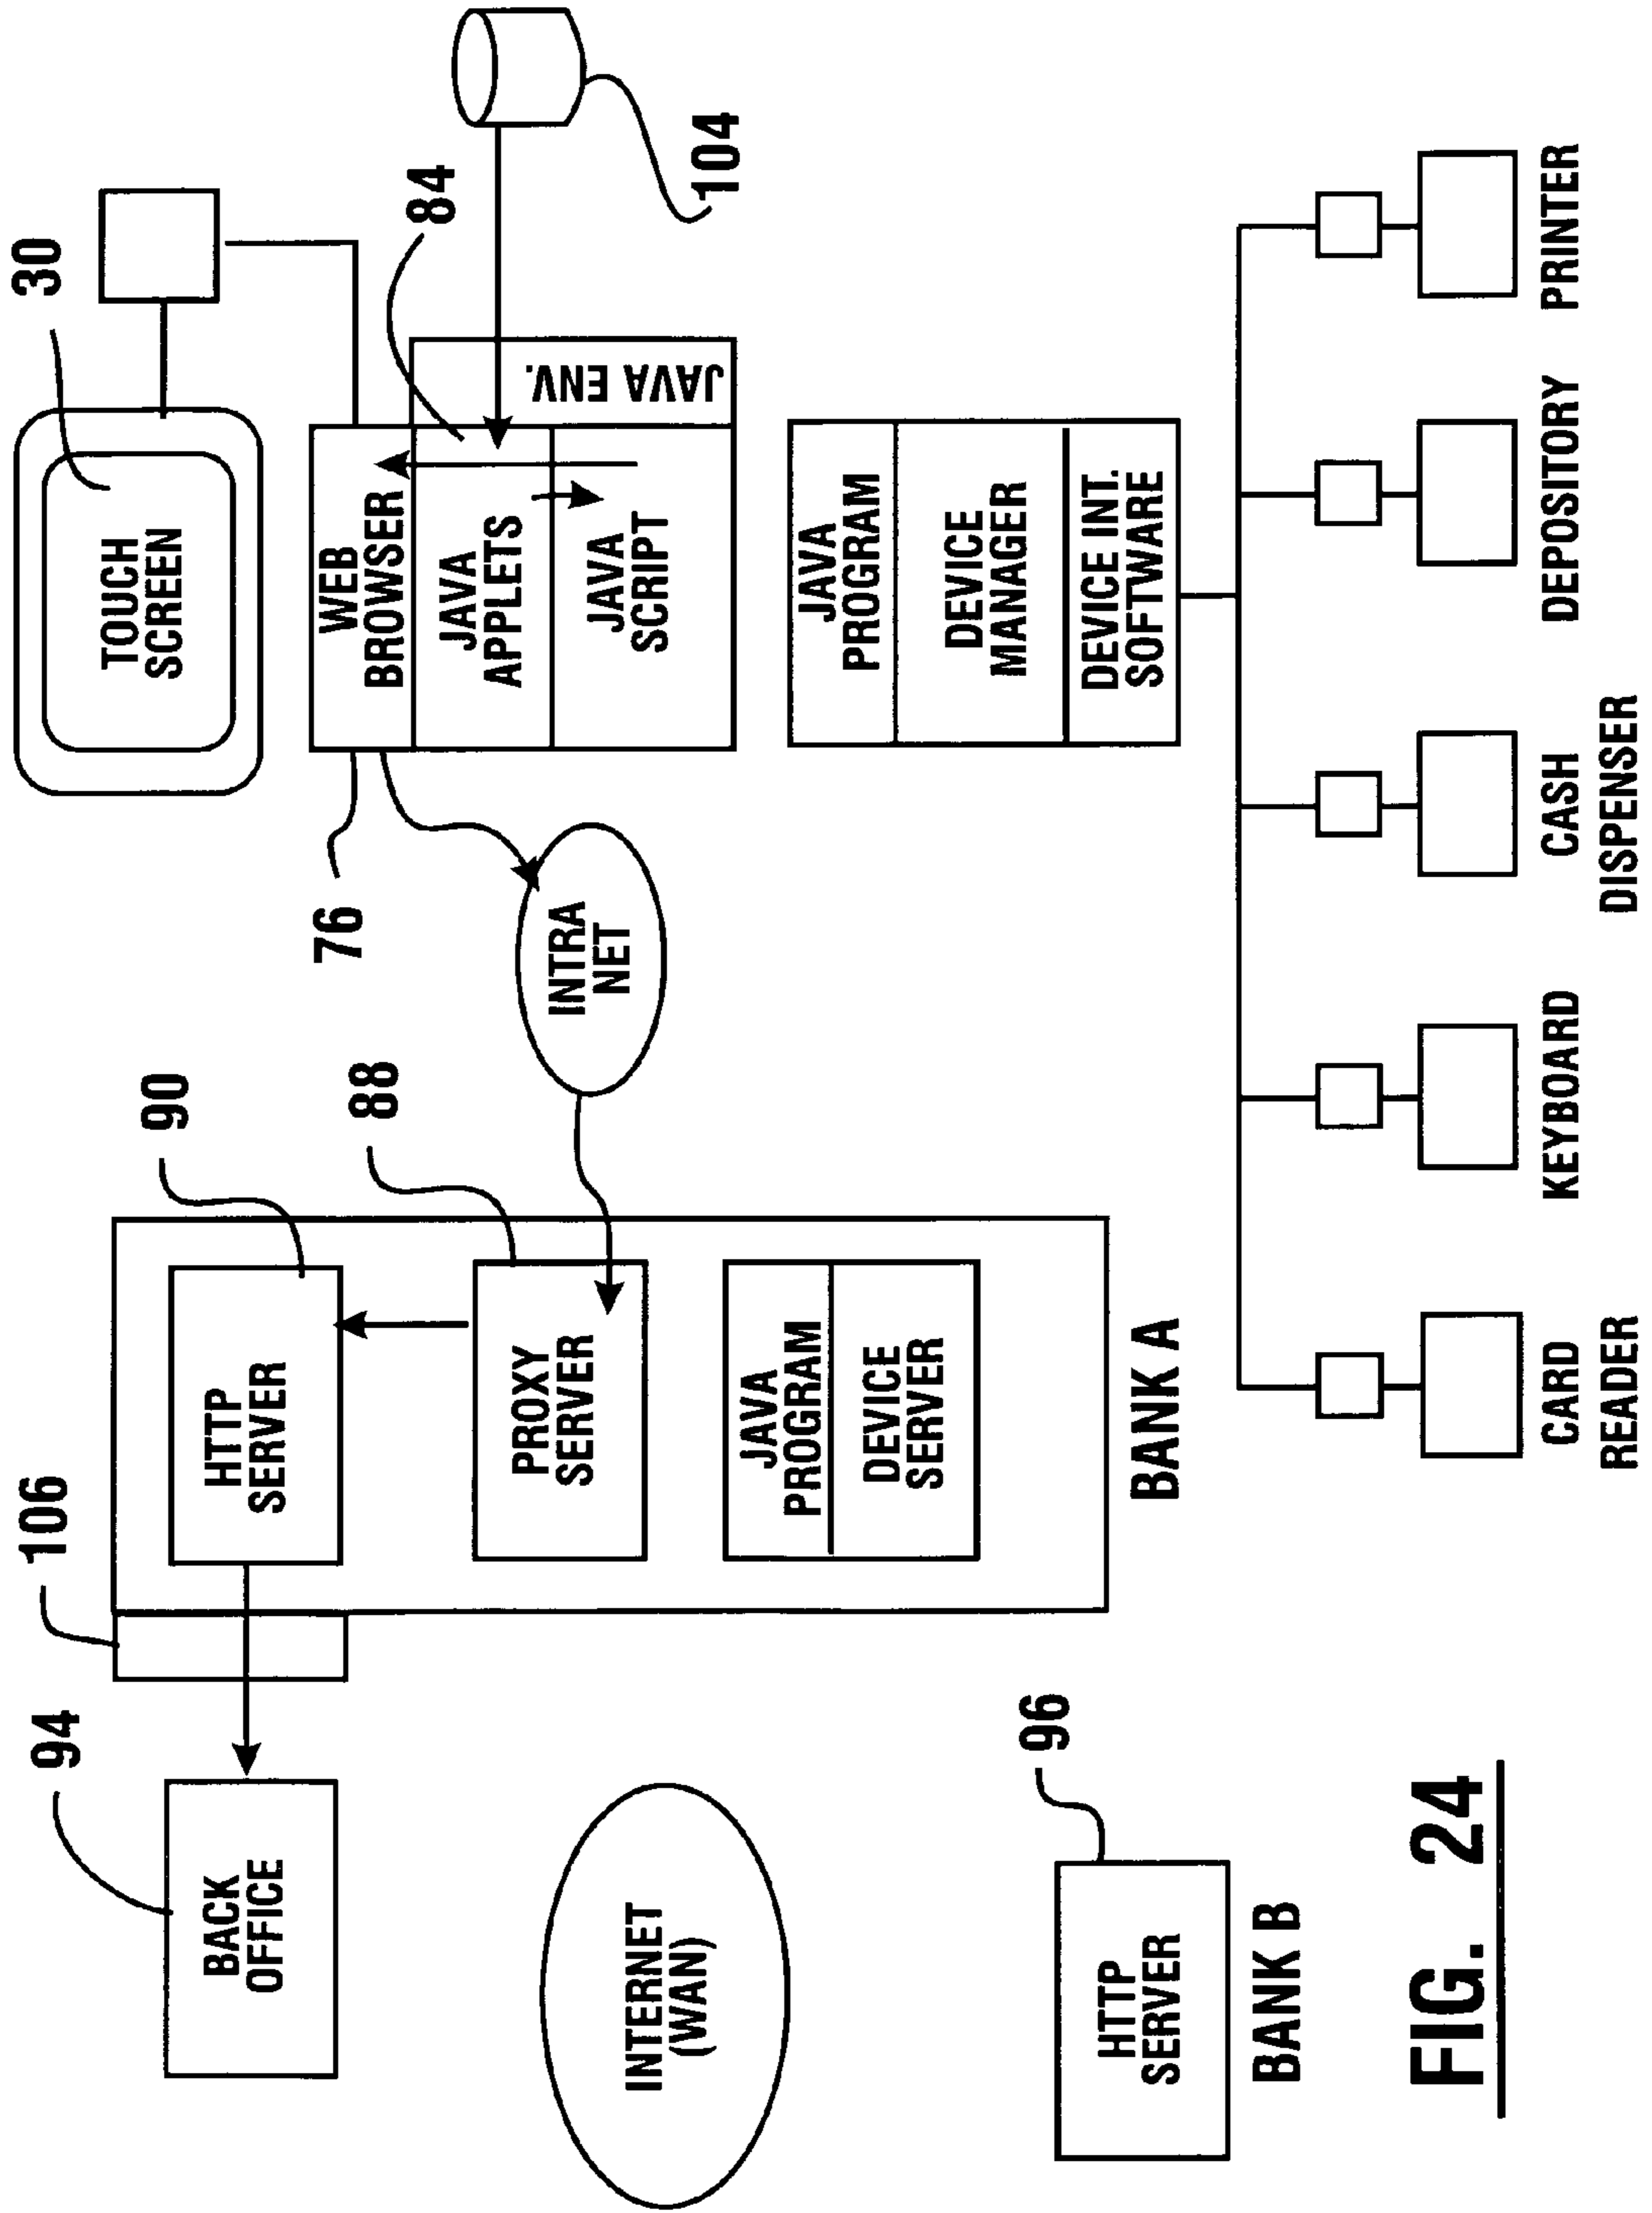 94
106
90
30
BACK
OFFICE
HTTP
SERVER
TOUCH
SCREEN
88
76
84
104
PROXY
SERVER
INTRA
NET
WEB
BROWSER
JAVA
APPLETS
JAVA
SCRIPT
JAVA ENV.
INTERNET
(WAN)
JAVA
PROGRAM
DEVICE
SERVER
BANK A
JAVA
PROGRAM
DEVICE
MANAGER
DEVICE INT.
SOFTWARE
96
HTTP
SERVER
BANK B
CARD
READER
KEYBOARD
CASH
DISPENSER
DEPOSITORY
PRINTER
FIG. 24